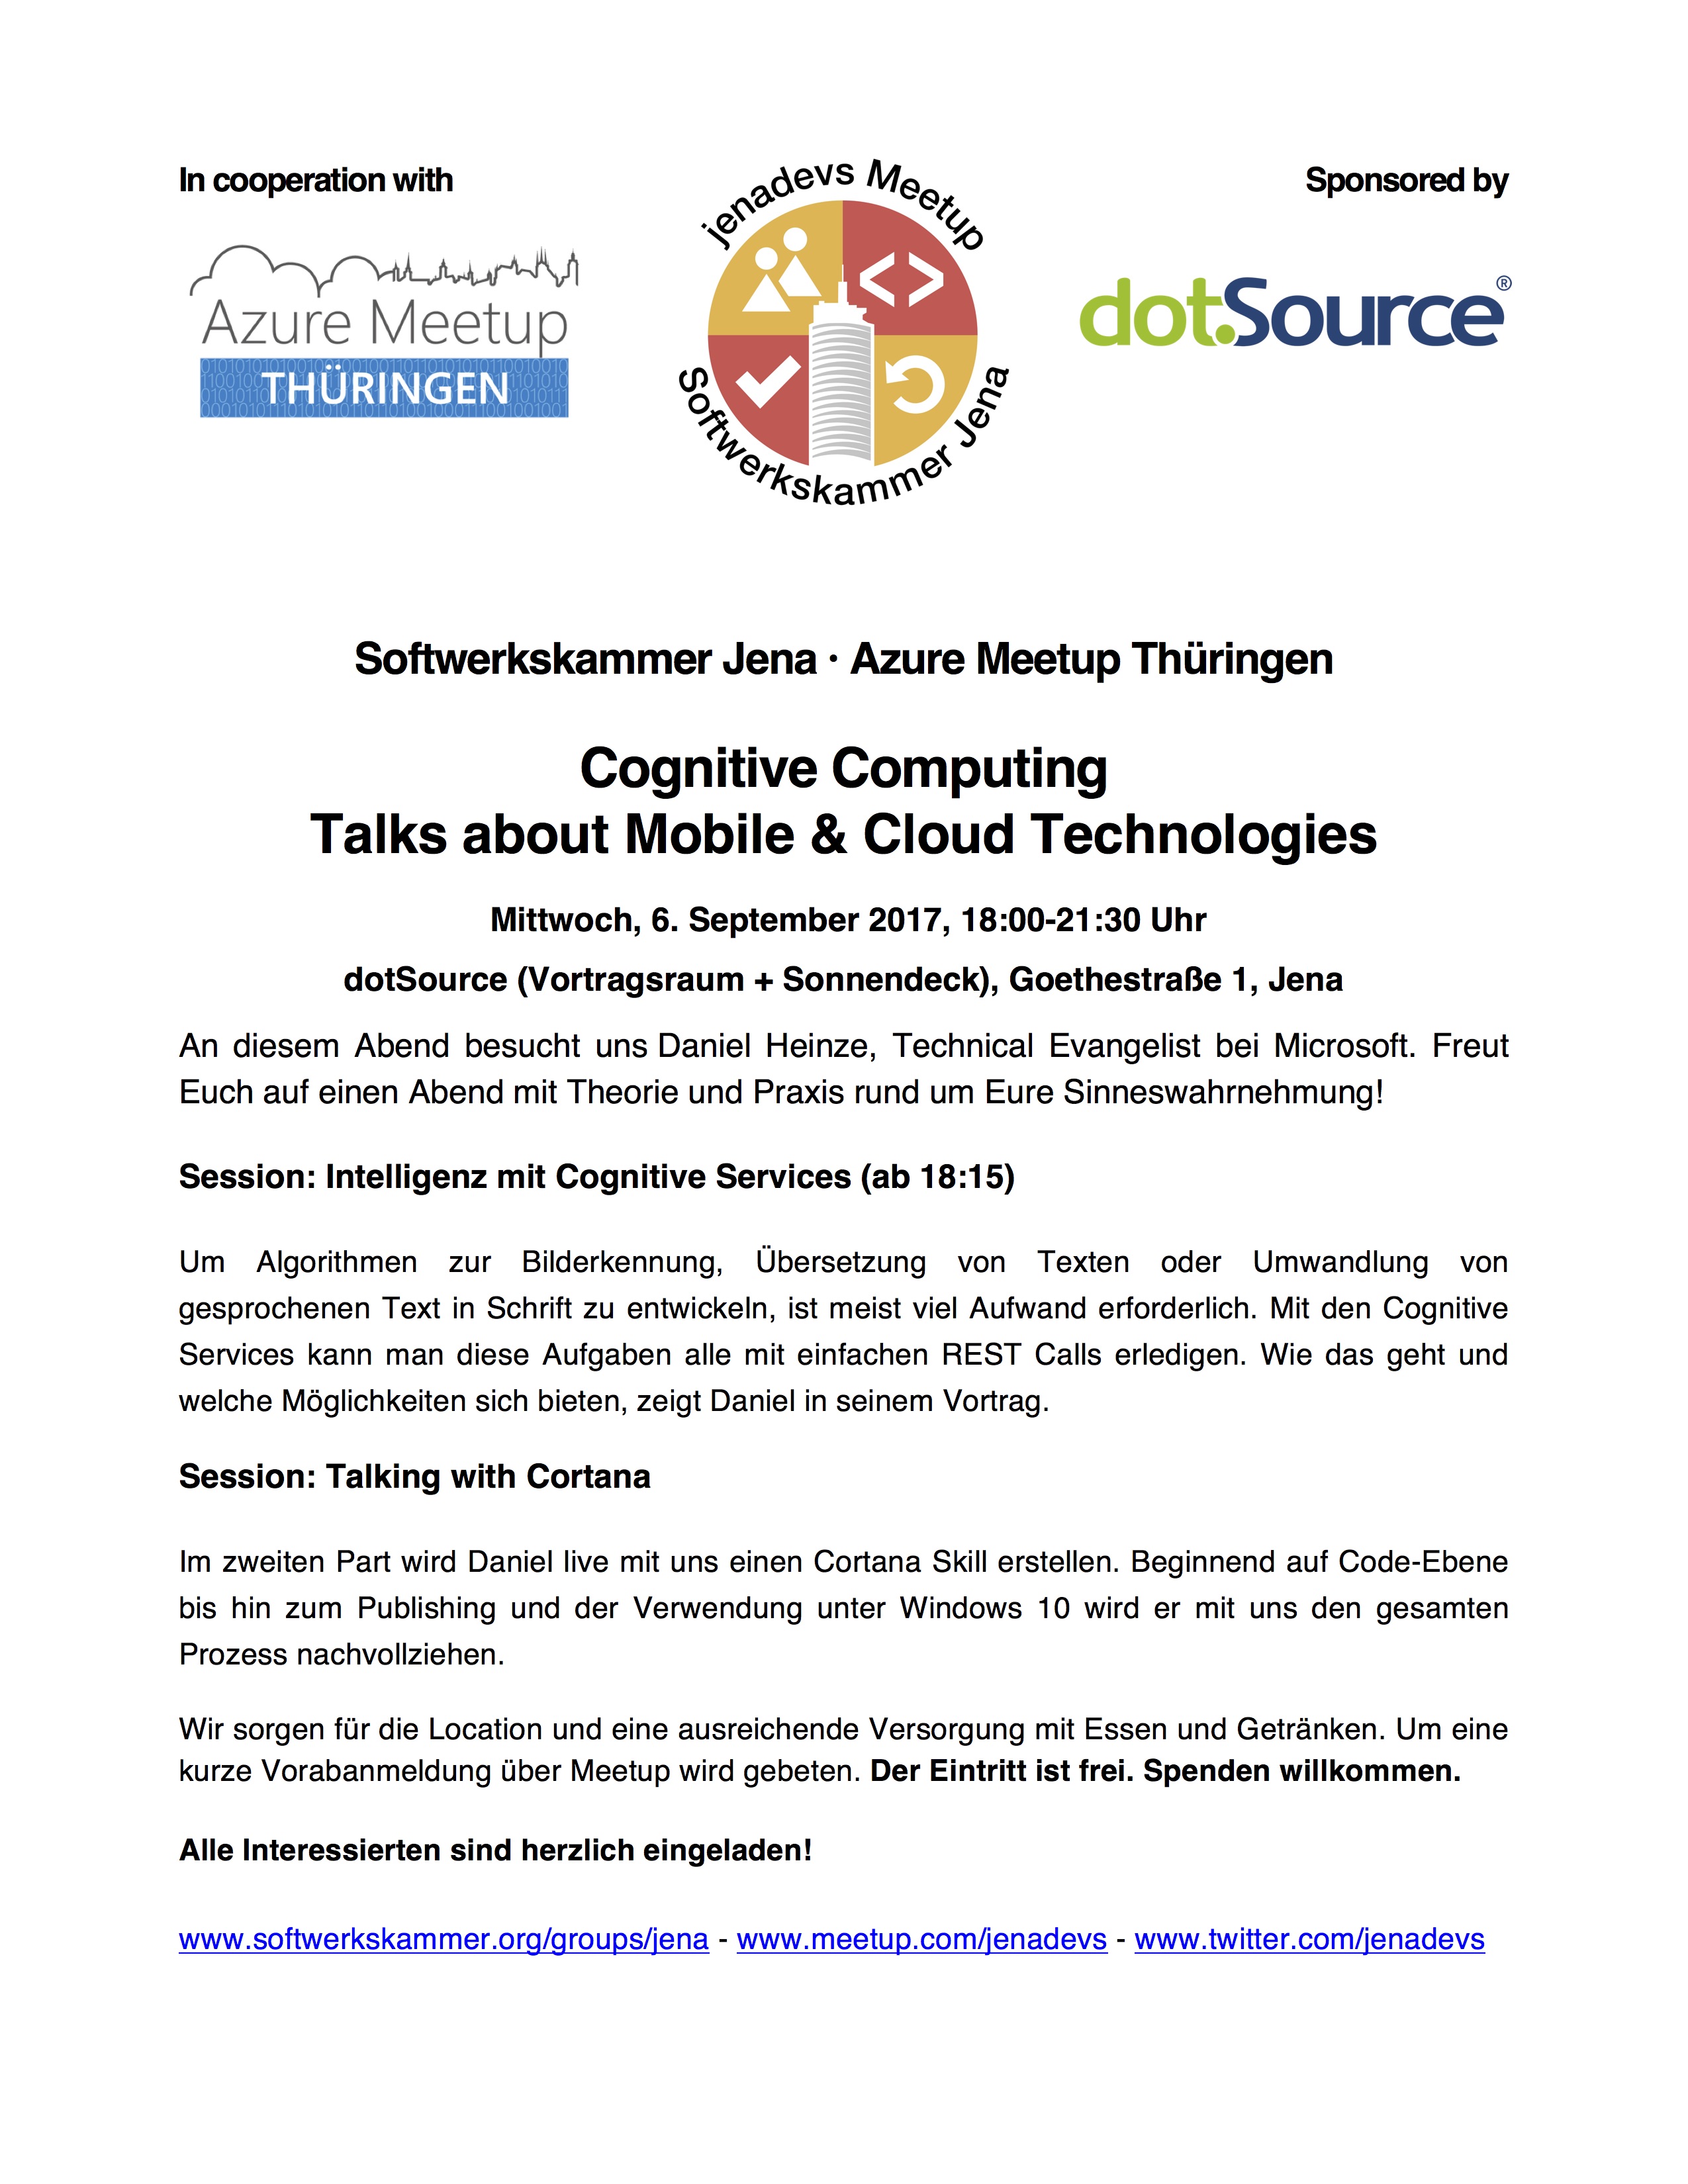 In cooperation with
Azure Meetup
THÜRINGEN
jenadevs Meetup
Softwerkskammer Jena
Sponsored by
dot.Source®
Softwerkskammer Jena · Azure Meetup Thüringen
Cognitive Computing
Talks about Mobile & Cloud Technologies
Mittwoch, 6. September 2017, 18:00-21:30 Uhr
dotSource (Vortragsraum + Sonnendeck), Goethestraße 1, Jena
An diesem Abend besucht uns Daniel Heinze, Technical Evangelist bei Microsoft. Freut
Euch auf einen Abend mit Theorie und Praxis rund um Eure Sinneswahrnehmung!
Session: Intelligenz mit Cognitive Services (ab 18:15)
Um Algorithmen zur Bilderkennung, Übersetzung von Texten oder Umwandlung von
gesprochenen Text in Schrift zu entwickeln, ist meist viel Aufwand erforderlich. Mit den Cognitive
Services kann man diese Aufgaben alle mit einfachen REST Calls erledigen. Wie das geht und
welche Möglichkeiten sich bieten, zeigt Daniel in seinem Vortrag.
Session: Talking with Cortana
Im zweiten Part wird Daniel live mit uns einen Cortana Skill erstellen. Beginnend auf Code-Ebene
bis hin zum Publishing und der Verwendung unter Windows 10 wird er mit uns den gesamten
Prozess nachvollziehen.
Wir sorgen für die Location und eine ausreichende Versorgung mit Essen und Getränken. Um eine
kurze Vorabanmeldung über Meetup wird gebeten. Der Eintritt ist frei. Spenden willkommen.
Alle Interessierten sind herzlich eingeladen!
www.softwerkskammer.org/groups/jena - www.meetup.com/jenadevs - www.twitter.com/jenadevs